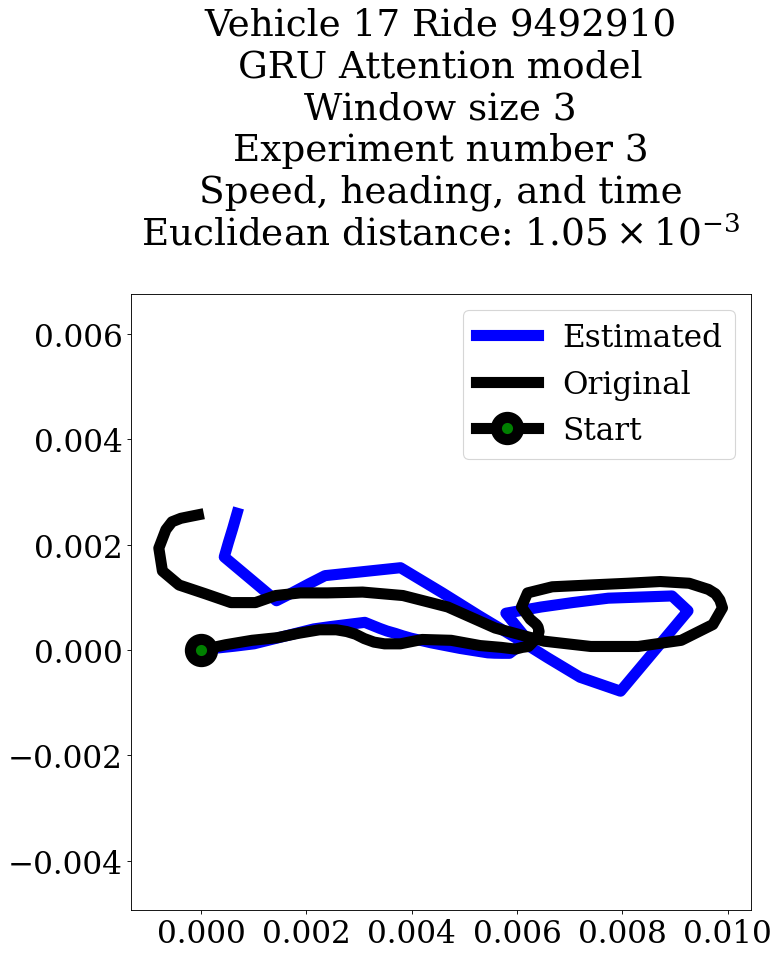 Vehicle 17 Ride 9492910
GRU Attention model
Window size 3
Experiment number 3
Speed, heading, and time
Euclidean distance: 1.05 × 10⁻³
Estimated
Original
Start
0.006
0.004
0.002
0.000
−0.002
−0.004
0.000 0.002 0.004 0.006 0.008 0.010